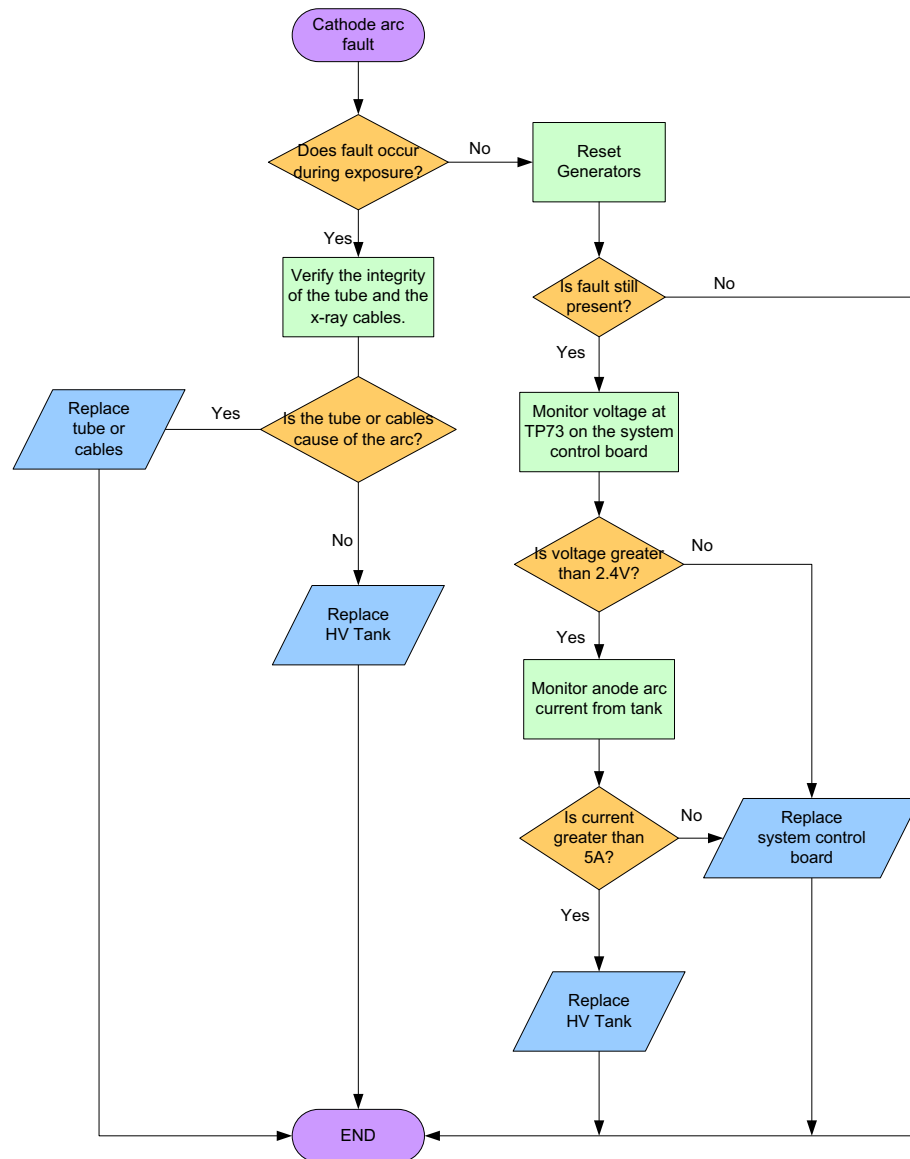 Cathode arc
fault
Does fault occur
during exposure?
No
Reset
Generators
Yes
Verify the integrity
of the tube and the
x-ray cables.
Is fault still
present?
No
Yes
Replace
tube or
cables
Yes
Is the tube or cables
cause of the arc?
Monitor voltage at
TP73 on the system
control board
No
Is voltage greater
than 2.4V?
No
Replace
HV Tank
Yes
Monitor anode arc
current from tank
Is current
greater than
5A?
No
Replace
system control
board
Yes
Replace
HV Tank
END